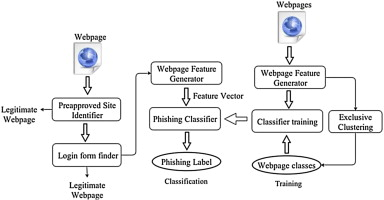 Webpage
Legitimate
Webpage
Preapproved Site
Identifier
Login form finder
Legitimate
Webpage
Webpage Feature
Generator
Feature Vector
Phishing Classifier
Phishing Label
Classification
Webpages
Webpage Feature
Generator
Classifier training
Exclusive
Clustering
Webpage classes
Training